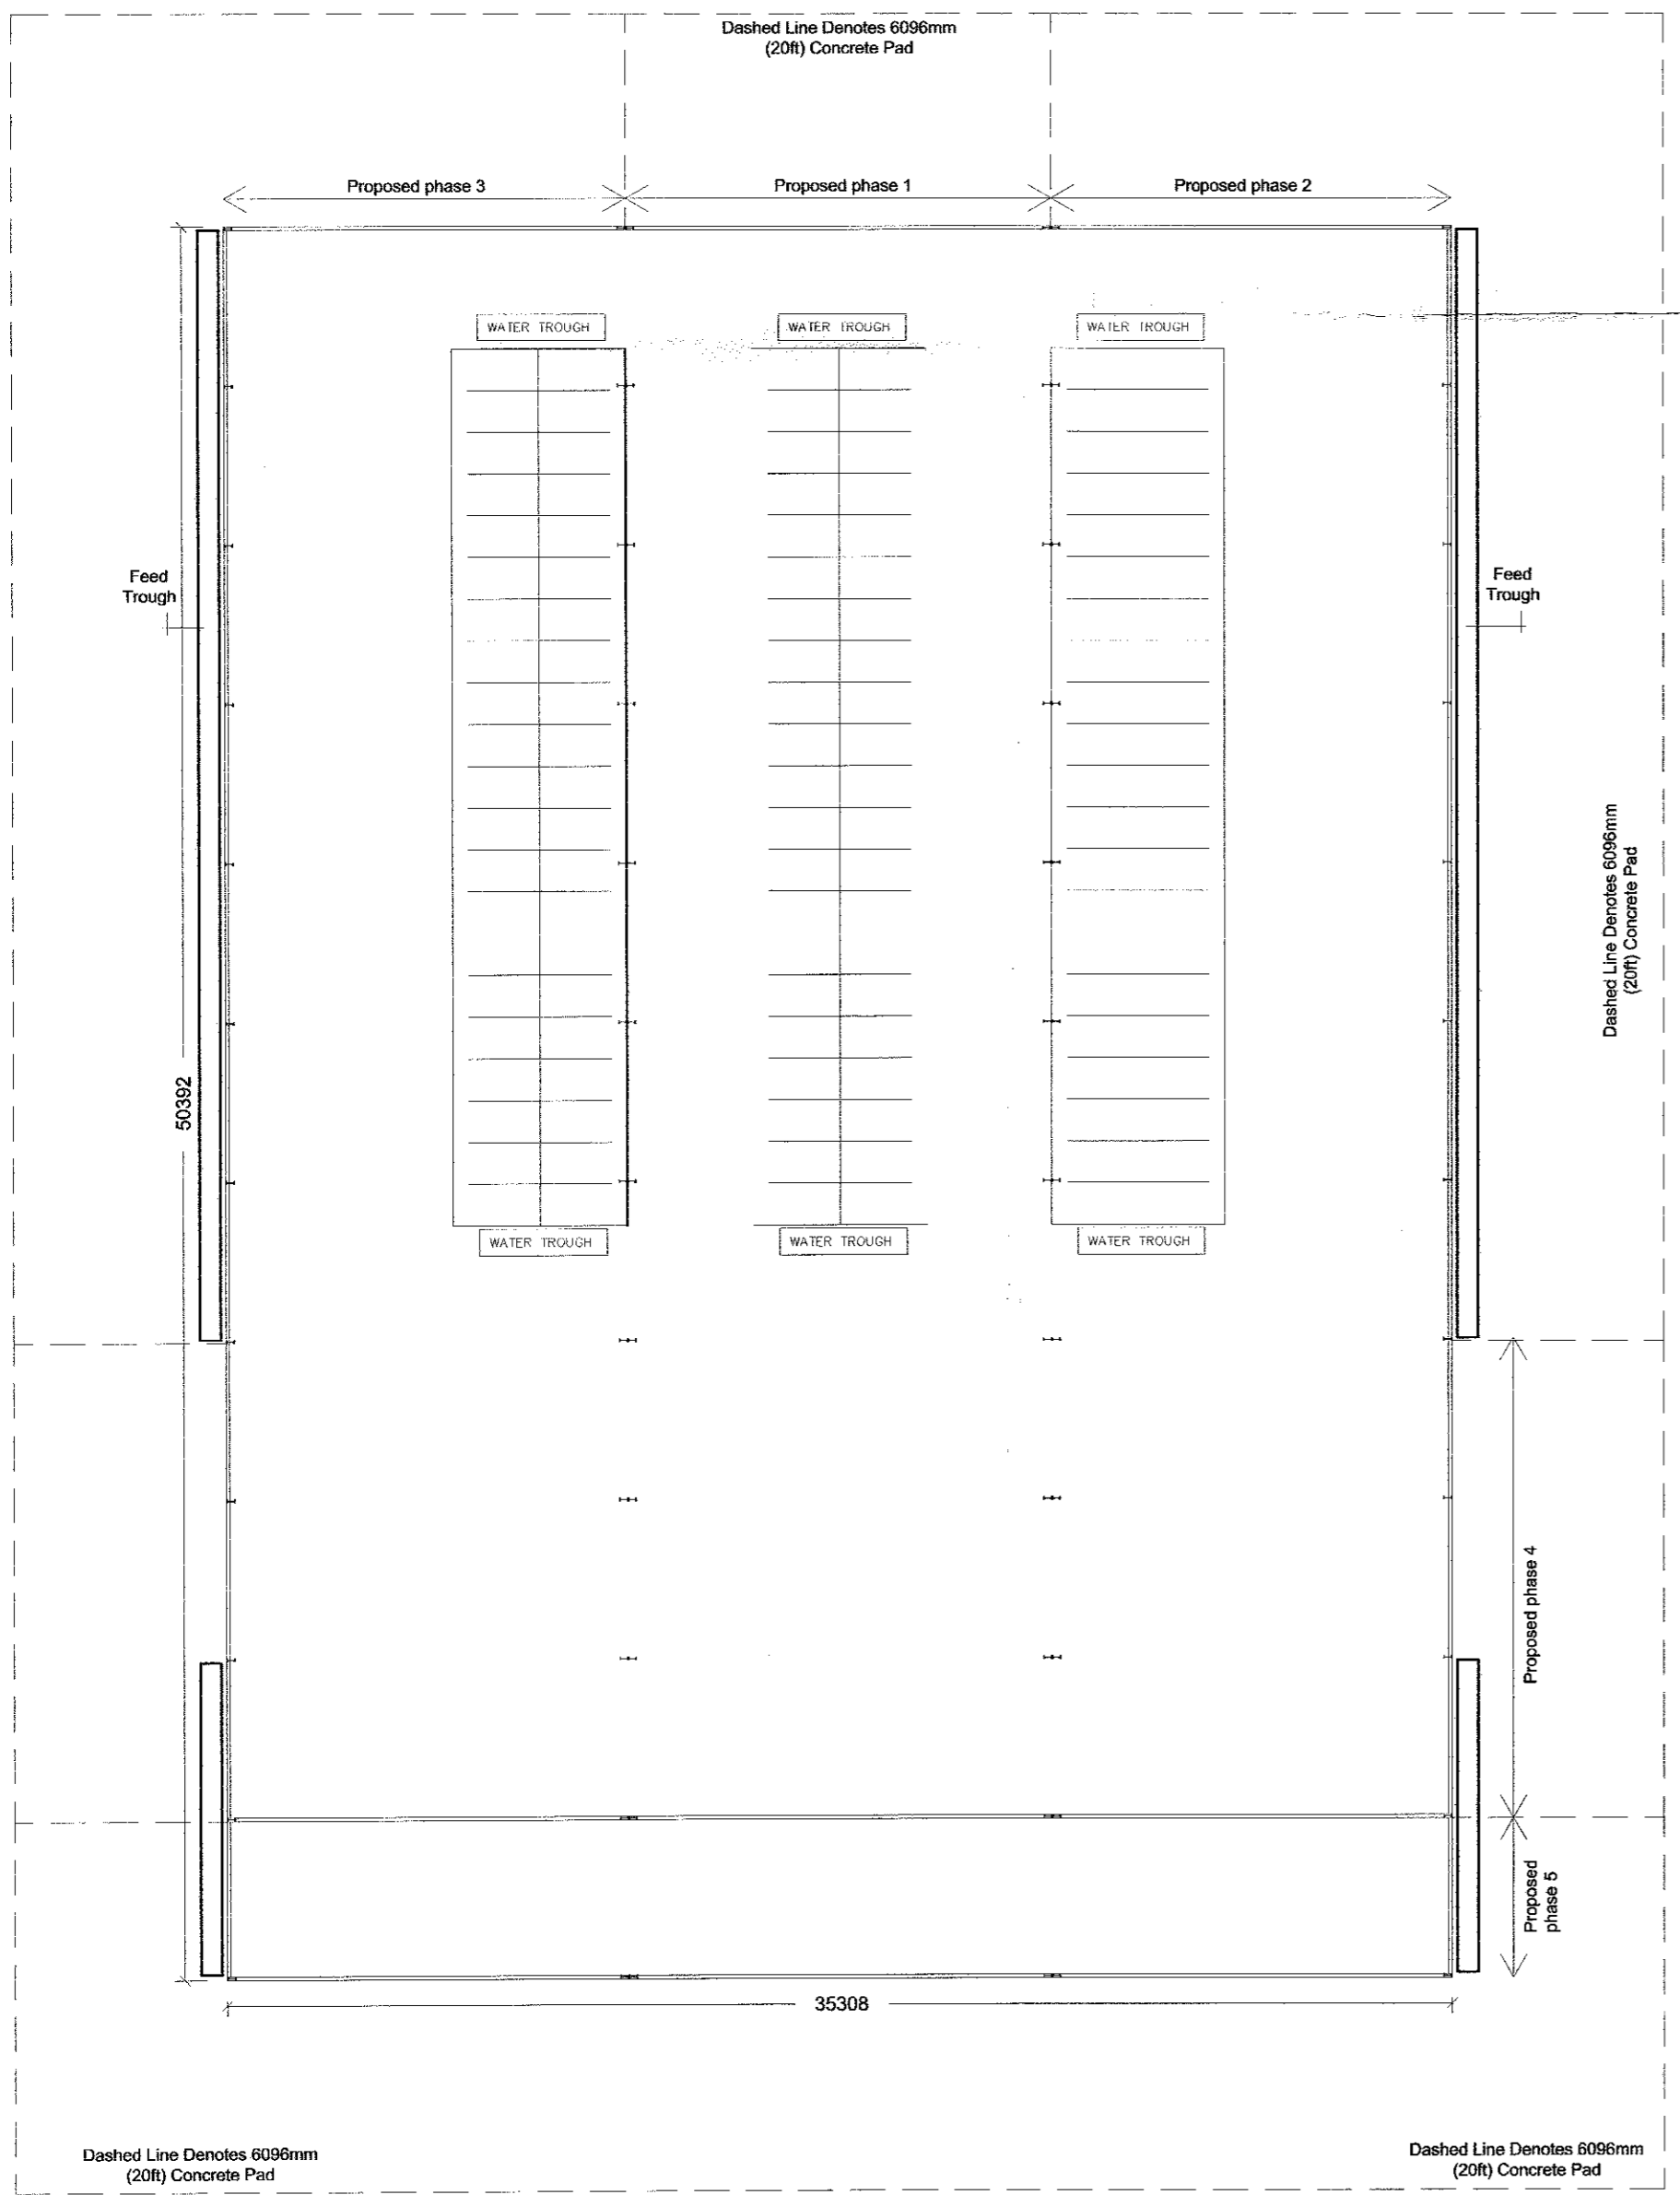 Dashed Line Denotes 6096mm
(20ft) Concrete Pad
Proposed phase 3
Proposed phase 1
Proposed phase 2
WATER TROUGH
WATER TROUGH
WATER TROUGH
Feed
Trough
Feed
Trough
Dashed Line Denotes 6096mm
(20ft) Concrete Pad
50392
WATER TROUGH
WATER TROUGH
WATER TROUGH
Proposed phase 4
Proposed
phase 5
35308
Dashed Line Denotes 6096mm
(20ft) Concrete Pad
Dashed Line Denotes 6096mm
(20ft) Concrete Pad